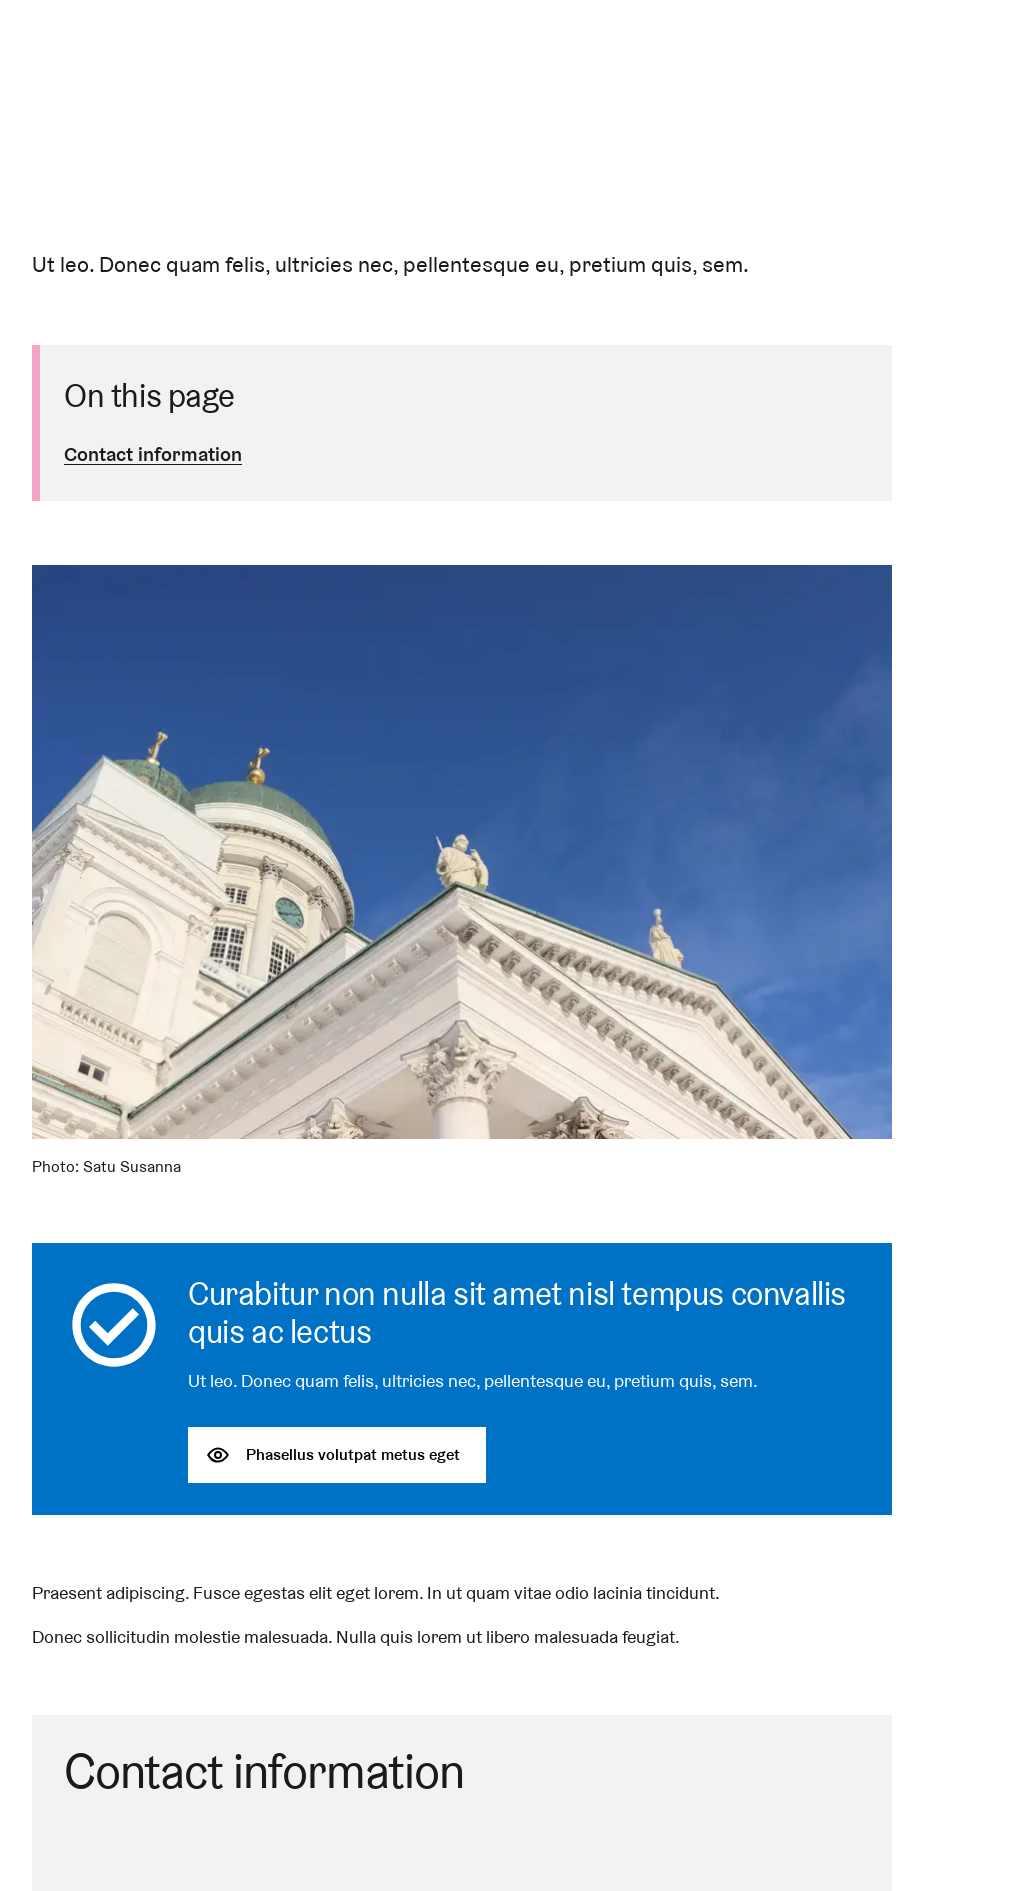 Ut leo. Donec quam felis, ultricies nec, pellentesque eu, pretium quis, sem.
On this page
Contact information
Photo: Satu Susanna
Curabitur non nulla sit amet nisl tempus convallis
quis ac lectus
Ut leo. Donec quam felis, ultricies nec, pellentesque eu, pretium quis, sem.
Phasellus volutpat metus eget
Praesent adipiscing. Fusce egestas elit eget lorem. In ut quam vitae odio lacinia tincidunt.
Donec sollicitudin molestie malesuada. Nulla quis lorem ut libero malesuada feugiat.
Contact information